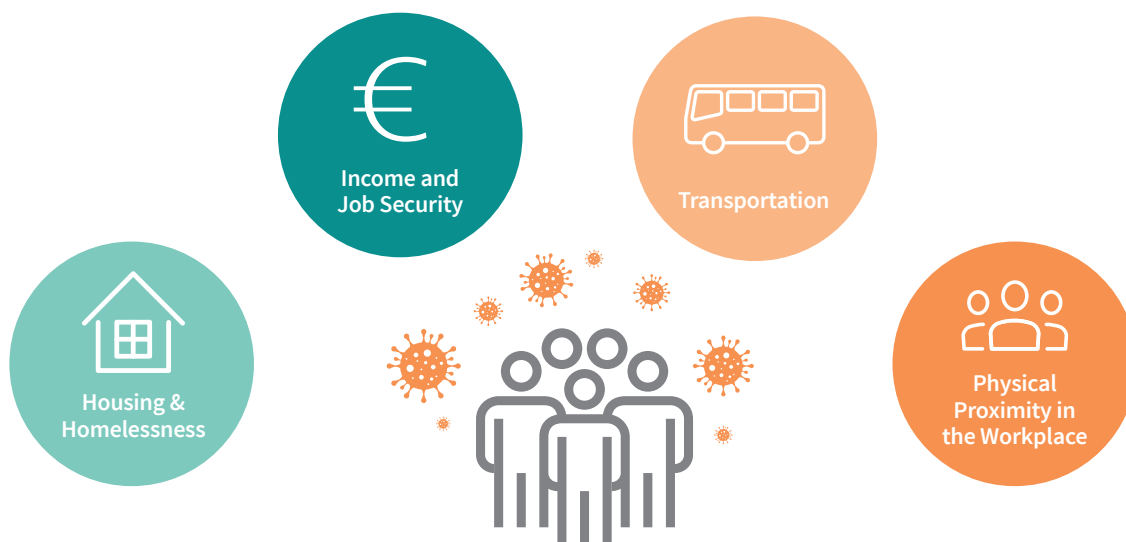 €
Income and
Job Security
Transportation
Housing &
Homelessness
Physical
Proximity in
the Workplace